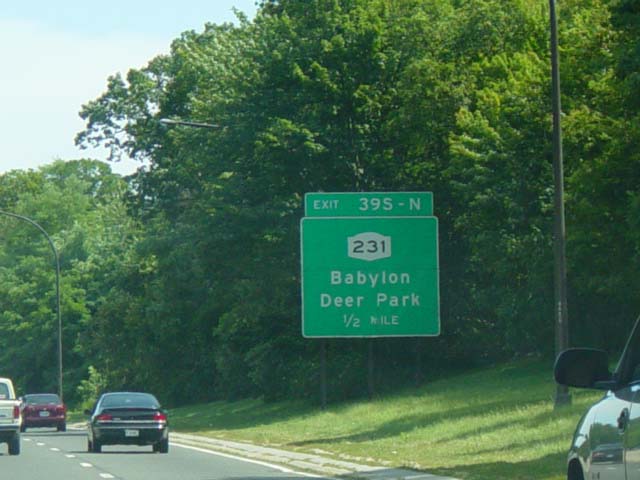 EXIT 39S-N
231
Babylon
Deer Park
1/2 MILE